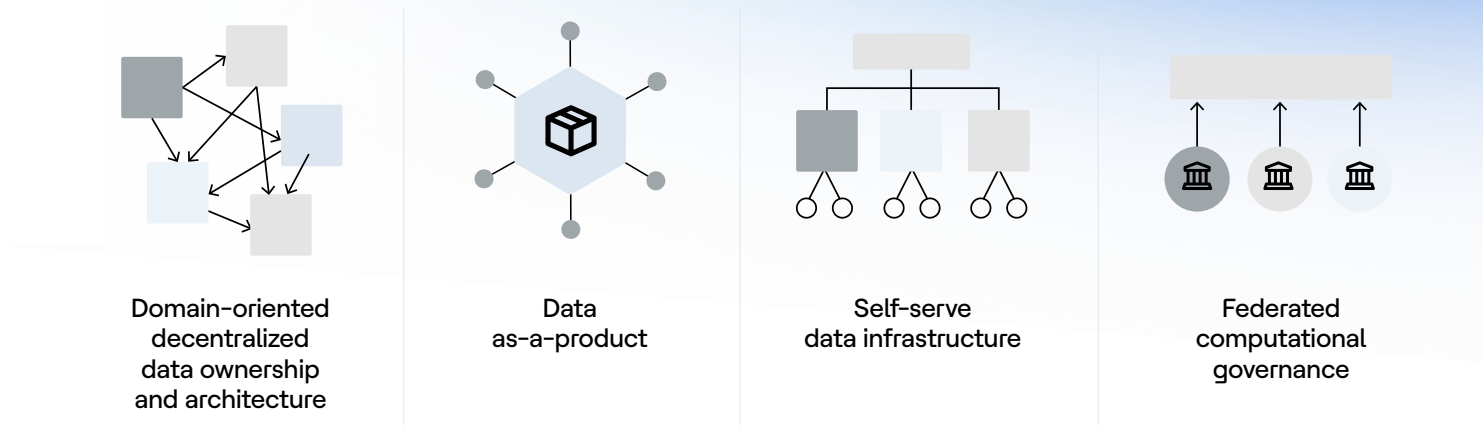 Domain-oriented
decentralized
data ownership
and architecture
Data
as-a-product
Self-serve
data infrastructure
Federated
computational
governance